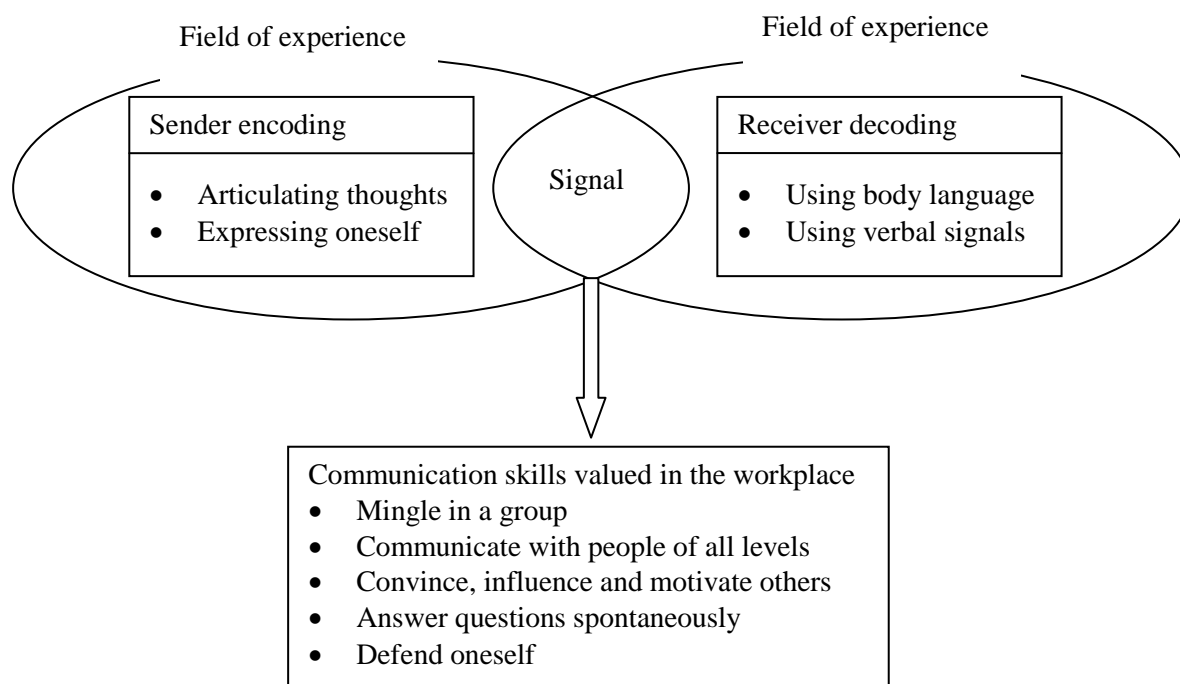 Field of experience
Field of experience
Sender encoding
• Articulating thoughts
• Expressing oneself
Signal
Receiver decoding
• Using body language
• Using verbal signals
Communication skills valued in the workplace
• Mingle in a group
• Communicate with people of all levels
• Convince, influence and motivate others
• Answer questions spontaneously
• Defend oneself